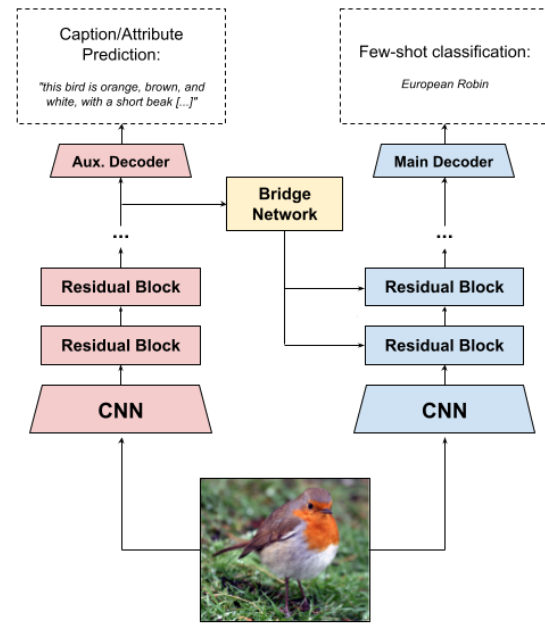 Caption/Attribute
Prediction:
"this bird is orange, brown, and
white, with a short beak [...]"
Few-shot classification:
European Robin
Aux. Decoder
Main Decoder
Bridge
Network
...
...
Residual Block
Residual Block
Residual Block
Residual Block
CNN
CNN